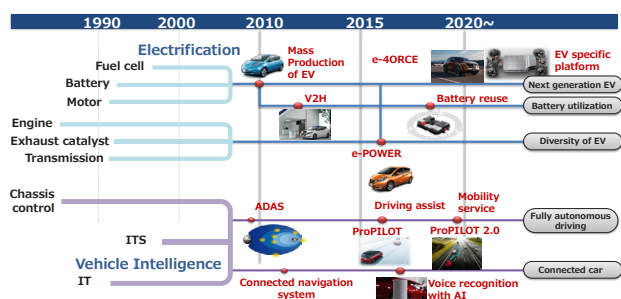 1990 2000 2010 2015 2020~
Electrification
Fuel cell
Battery
Motor
Mass
Production
of EV
e-4ORCE
EV specific
platform
Next generation EV
V2H
Battery reuse
Battery utilization
Engine
Exhaust catalyst
Transmission
e-POWER
Diversity of EV
Chassis
control
ADAS
Driving assist
Mobility
service
Fully autonomous
driving
ITS
ProPILOT
ProPILOT 2.0
Vehicle Intelligence
IT
Connected navigation
system
Voice recognition
with AI
Connected car